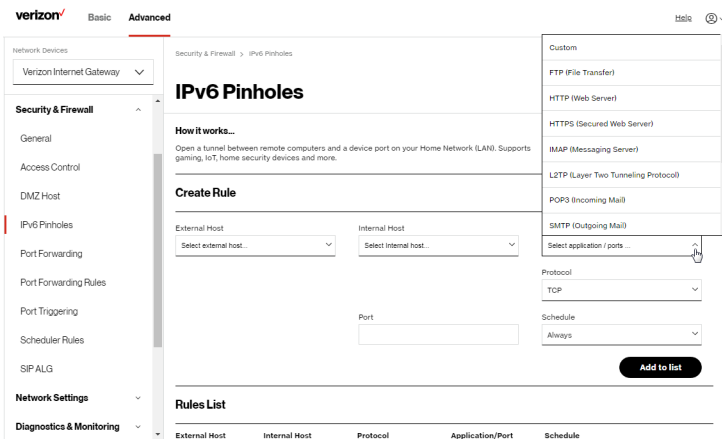 verizon✓
Basic
Advanced
Help
Network Devices
Verizon Internet Gateway
Security & Firewall
General
Access Control
DMZ Host
IPv6 Pinholes
Port Forwarding
Port Forwarding Rules
Port Triggering
Scheduler Rules
SIP ALG
Network Settings
Diagnostics & Monitoring
Security & Firewall > IPv6 Pinholes
IPv6 Pinholes
How it works...
Open a tunnel between remote computers and a device port on your Home Network (LAN). Supports
gaming, IoT, home security devices and more.
Create Rule
External Host
Select external host...
Internal Host
Select Internal host...
Custom
FTP (File Transfer)
HTTP (Web Server)
HTTPS (Secured Web Server)
IMAP (Messaging Server)
L2TP (Layer Two Tunneling Protocol)
POP3 (Incoming Mail)
SMTP (Outgoing Mail)
Select application / ports ...
Protocol
TCP
Port
Schedule
Always
Add to list
Rules List
External Host
Internal Host
Protocol
Application/Port
Schedule